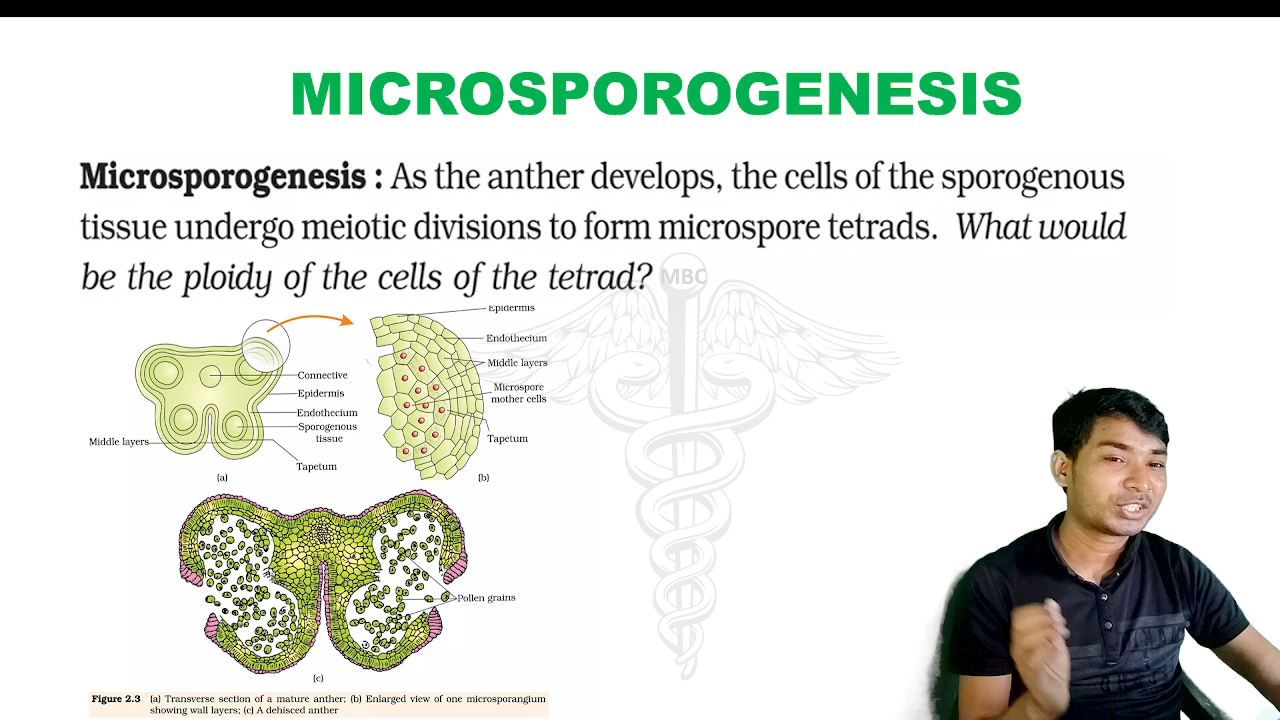 MICROSPOROGENESIS
Microsporogenesis : As the anther develops, the cells of the sporogenous
tissue undergo meiotic divisions to form microspore tetrads. What would
be the ploidy of the cells of the tetrad?
MBC
Epidermis
Endothecium
Middle layers
Microspore
mother cells
Tapetum
(b)
Connective
Epidermis
Endothecium
Sporogenous
tissue
Middle layers
Tapetum
(a)
Pollen grains
(c)
Figure 2.3 (a) Transverse section of a mature anther; (b) Enlarged view of one microsporangium
showing wall layers; (c) A dehisced anther